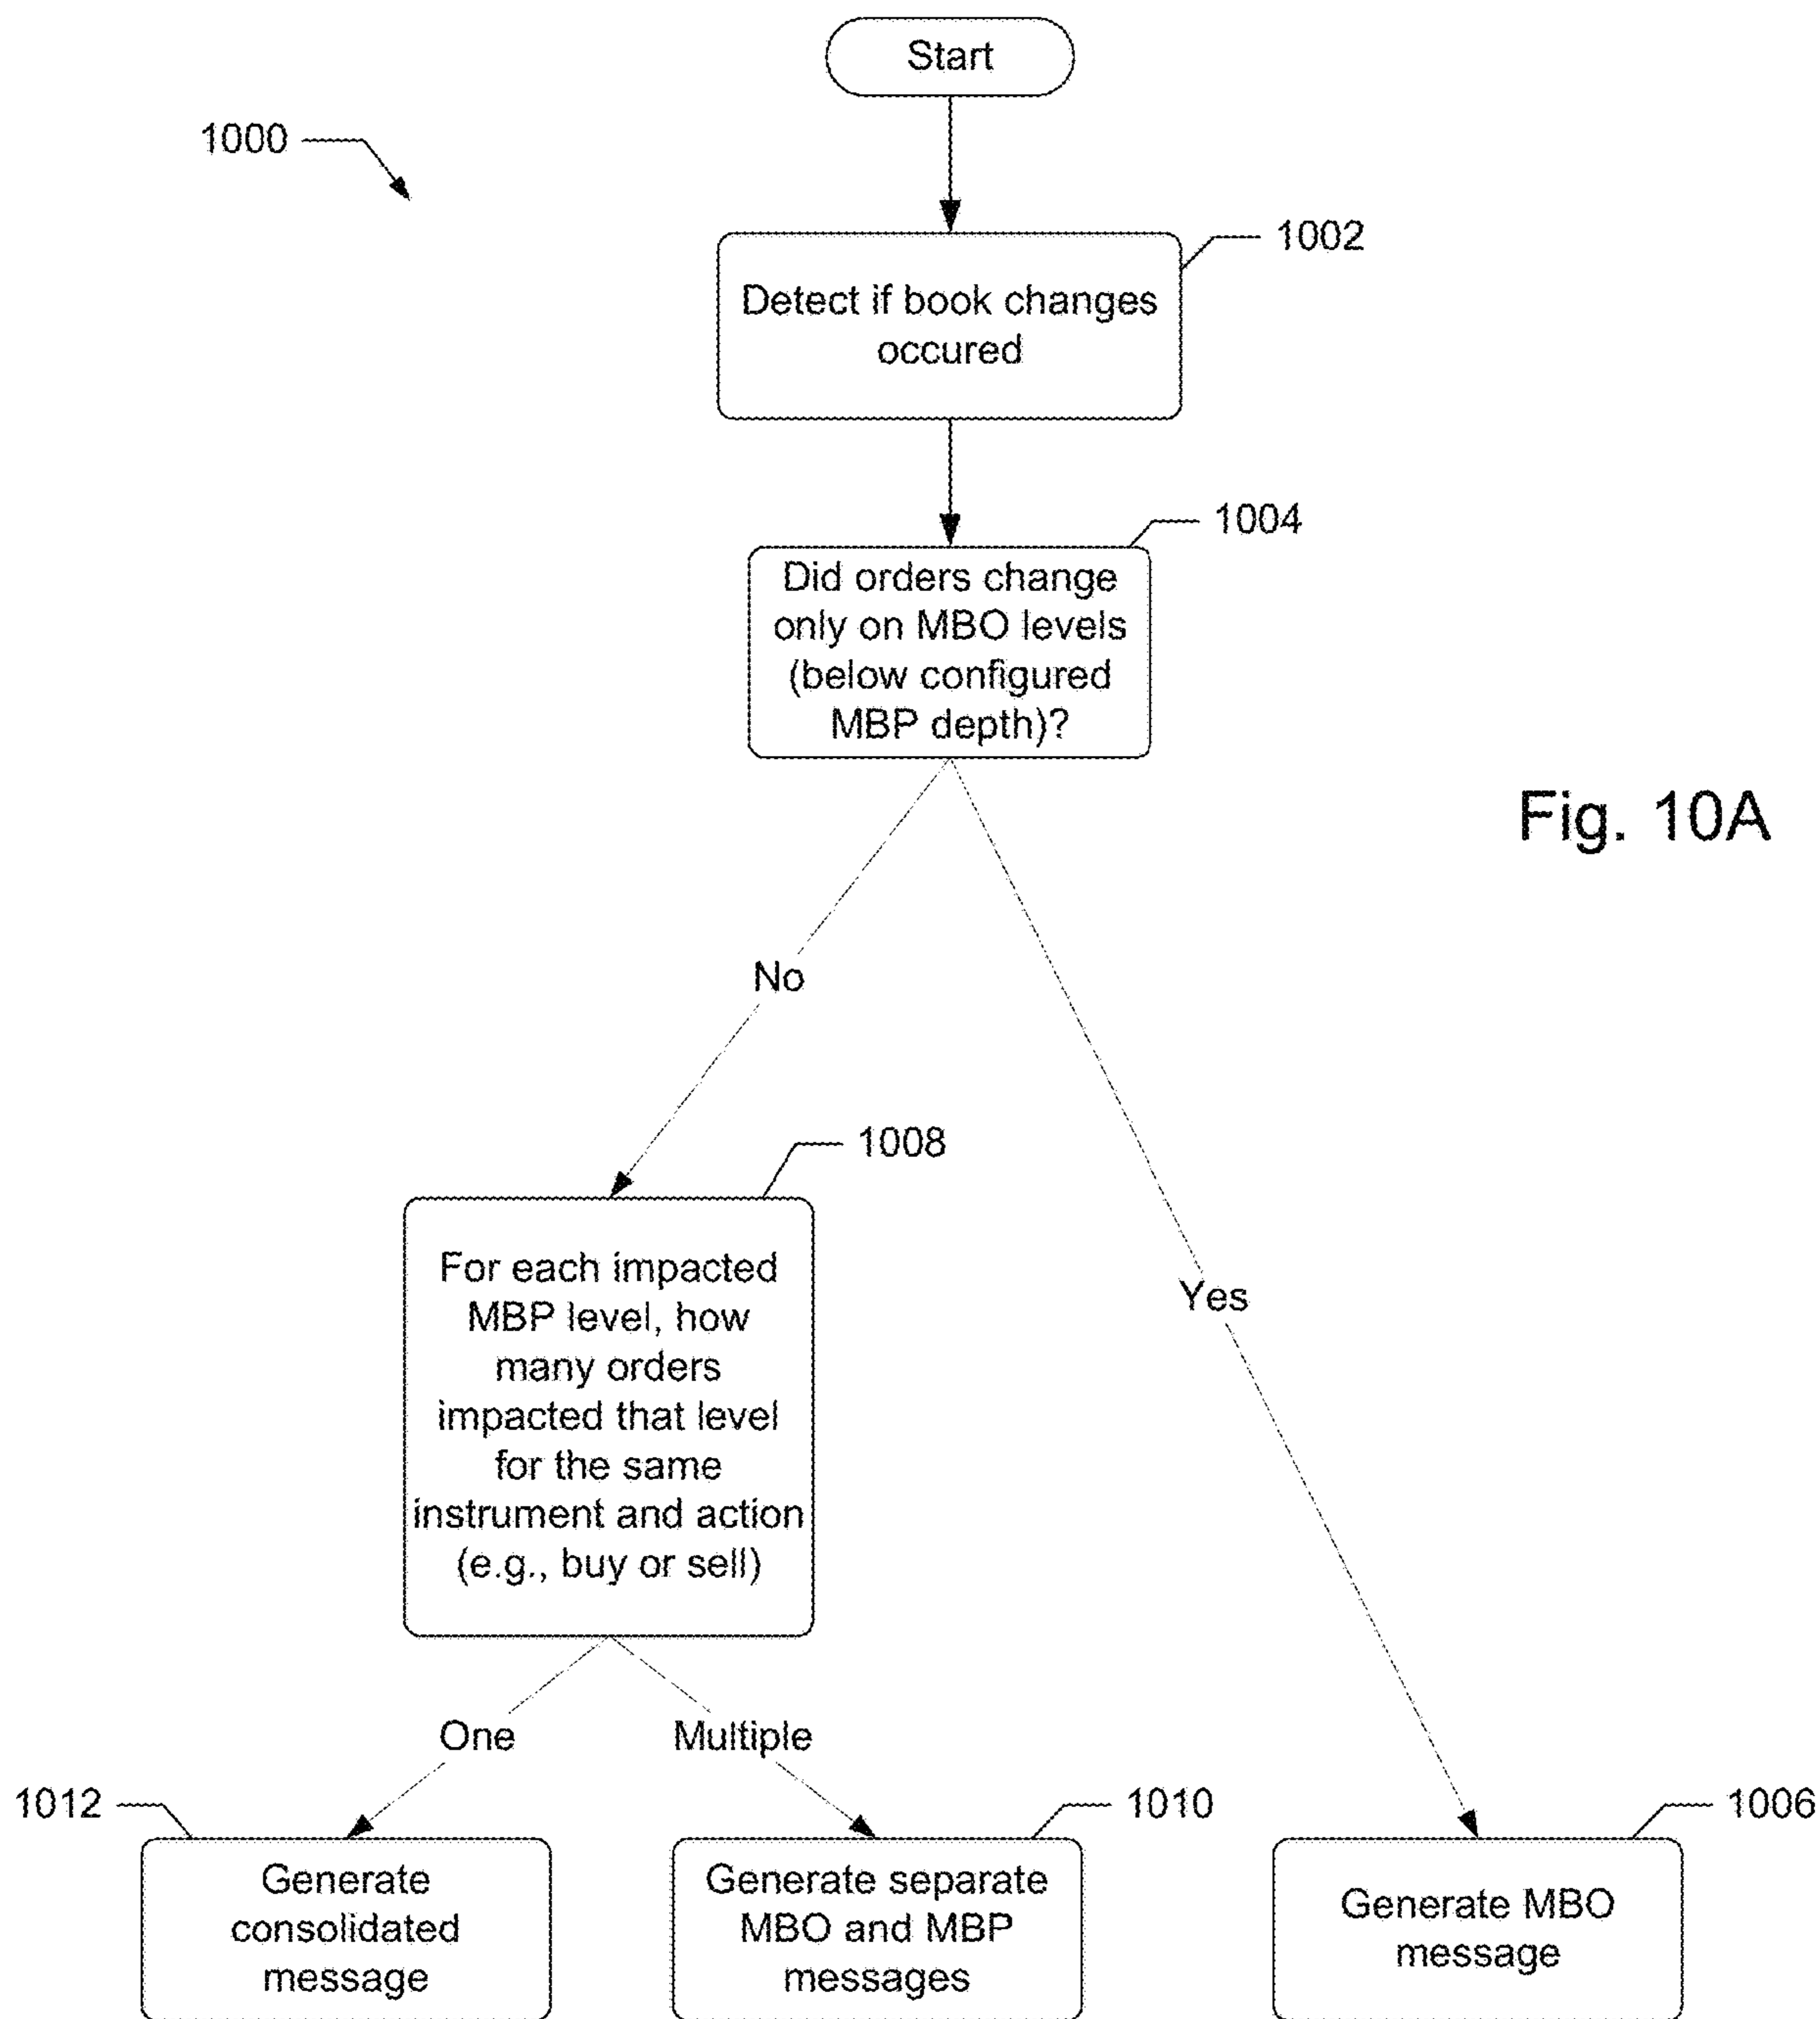 Start
1000
1002
Detect if book changes
occured
1004
Did orders change
only on MBO levels
(below configured
MBP depth)?
Fig. 10A
No
Yes
1008
For each impacted
MBP level, how
many orders
impacted that level
for the same
instrument and action
(e.g., buy or sell)
One
Multiple
1012
Generate
consolidated
message
1010
Generate separate
MBO and MBP
messages
1006
Generate MBO
message